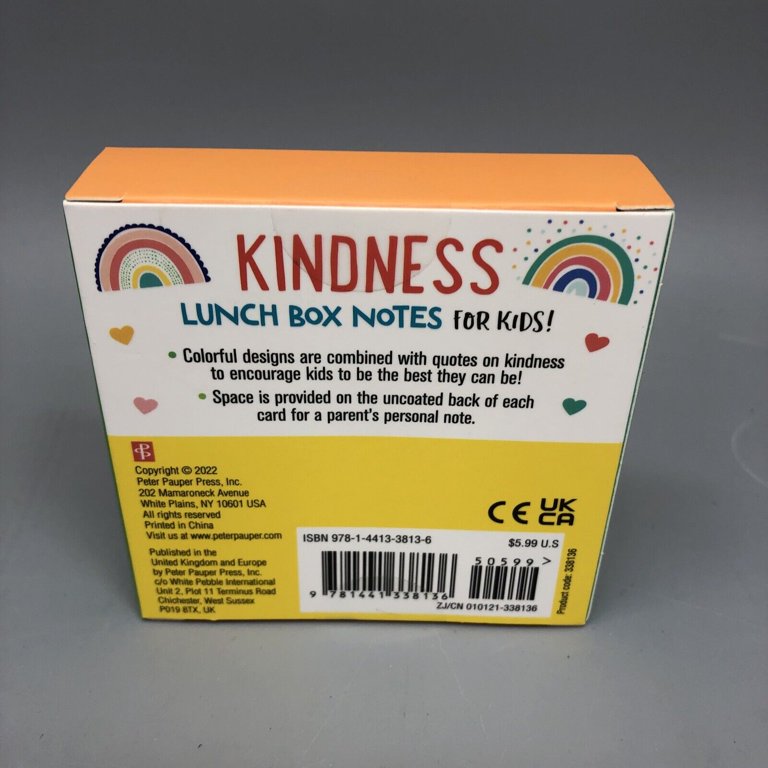 KINDNESS
LUNCH BOX NOTES FOR KIDS!
• Colorful designs are combined with quotes on kindness
to encourage kids to be the best they can be!
• Space is provided on the uncoated back of each
card for a parent's personal note.
Copyright © 2022
Peter Pauper Press, Inc.
202 Mamaroneck Avenue
White Plains, NY 10601 USA
All rights reserved
Printed in China
Visit us at www.peterpauper.com
Published in the
United Kingdom and Europe
by Peter Pauper Press, Inc.
c/o White Pebble International
Unit 2, Plot 11 Terminus Road
Chichester, West Sussex
PO19 8TX, UK
CE UK
CA
ISBN 978-1-4413-3813-6
$5.99 U.S
50599 >
9 781441 338136
ZJ/CN 010121-338136
Product code: 338136